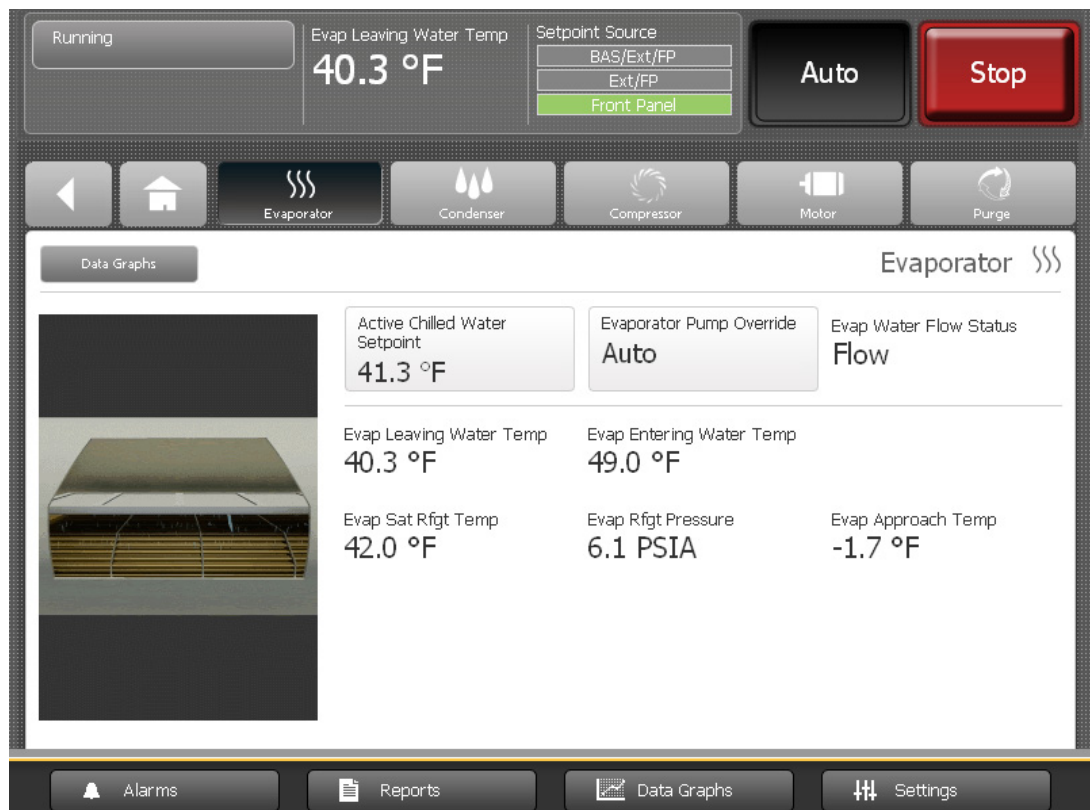 Running
Evap Leaving Water Temp
40.3 °F
Setpoint Source
BAS/Ext/FP
Ext/FP
Front Panel
Auto
Stop
Evaporator
Condenser
Compressor
Motor
Purge
Data Graphs
Evaporator
Active Chilled Water
Setpoint
41.3 °F
Evaporator Pump Override
Auto
Evap Water Flow Status
Flow
Evap Leaving Water Temp
40.3 °F
Evap Entering Water Temp
49.0 °F
Evap Sat Rfgt Temp
42.0 °F
Evap Rfgt Pressure
6.1 PSIA
Evap Approach Temp
-1.7 °F
Alarms
Reports
Data Graphs
Settings